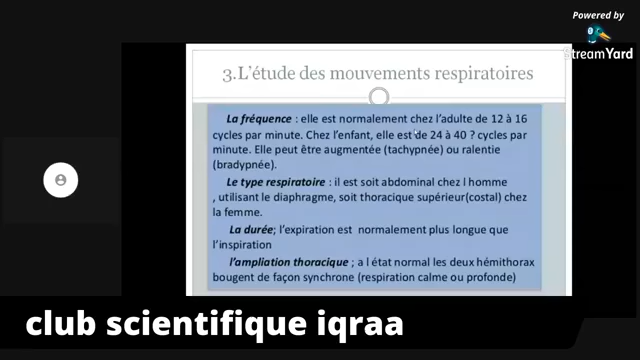 Powered by
StreamYard
3.L'étude des mouvements respiratoires
La fréquence : elle est normalement chez l'adulte de 12 à 16
cycles par minute. Chez l'enfant, elle est de 24 à 40 ? cycles par
minute. Elle peut être augmentée (tachypnée) ou ralentie
(bradypnée).
Le type respiratoire : il est soit abdominal chez l homme
, utilisant le diaphragme, soit thoracique supérieur(costal) chez
la femme.
La durée; l'expiration est normalement plus longue que
l'inspiration
l'ampliation thoracique ; a l état normal les deux hémithorax
bougent de façon synchrone (respiration calme ou profonde)
club scientifique iqraa